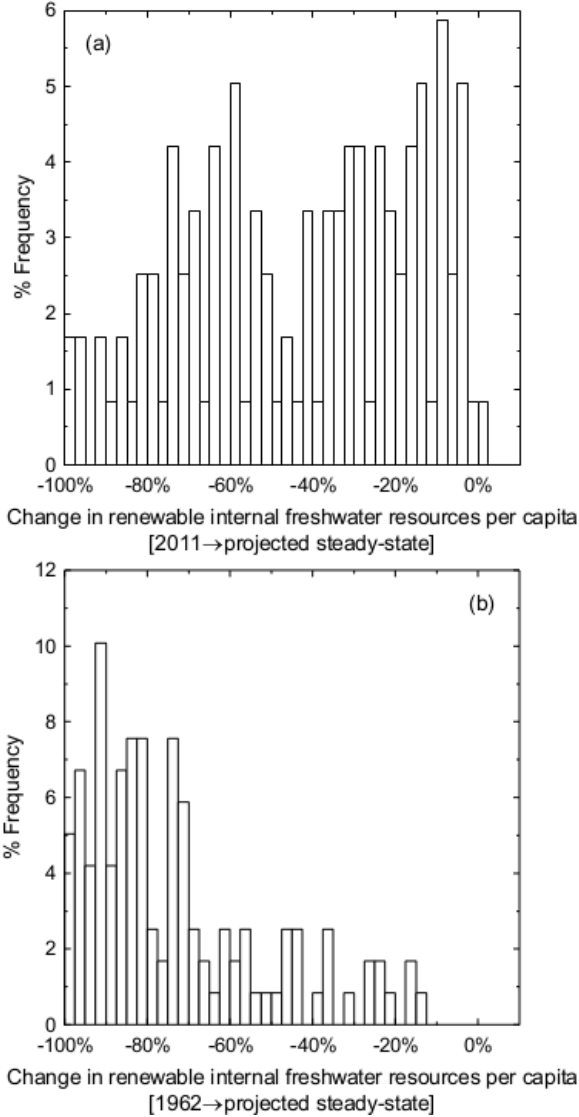 6
(a)
5
4
3
2
1
0
% Frequency
-100% -80% -60% -40% -20% 0%
Change in renewable internal freshwater resources per capita
[2011→projected steady-state]
12
(b)
10
8
6
4
2
0
% Frequency
-100% -80% -60% -40% -20% 0%
Change in renewable internal freshwater resources per capita
[1962→projected steady-state]